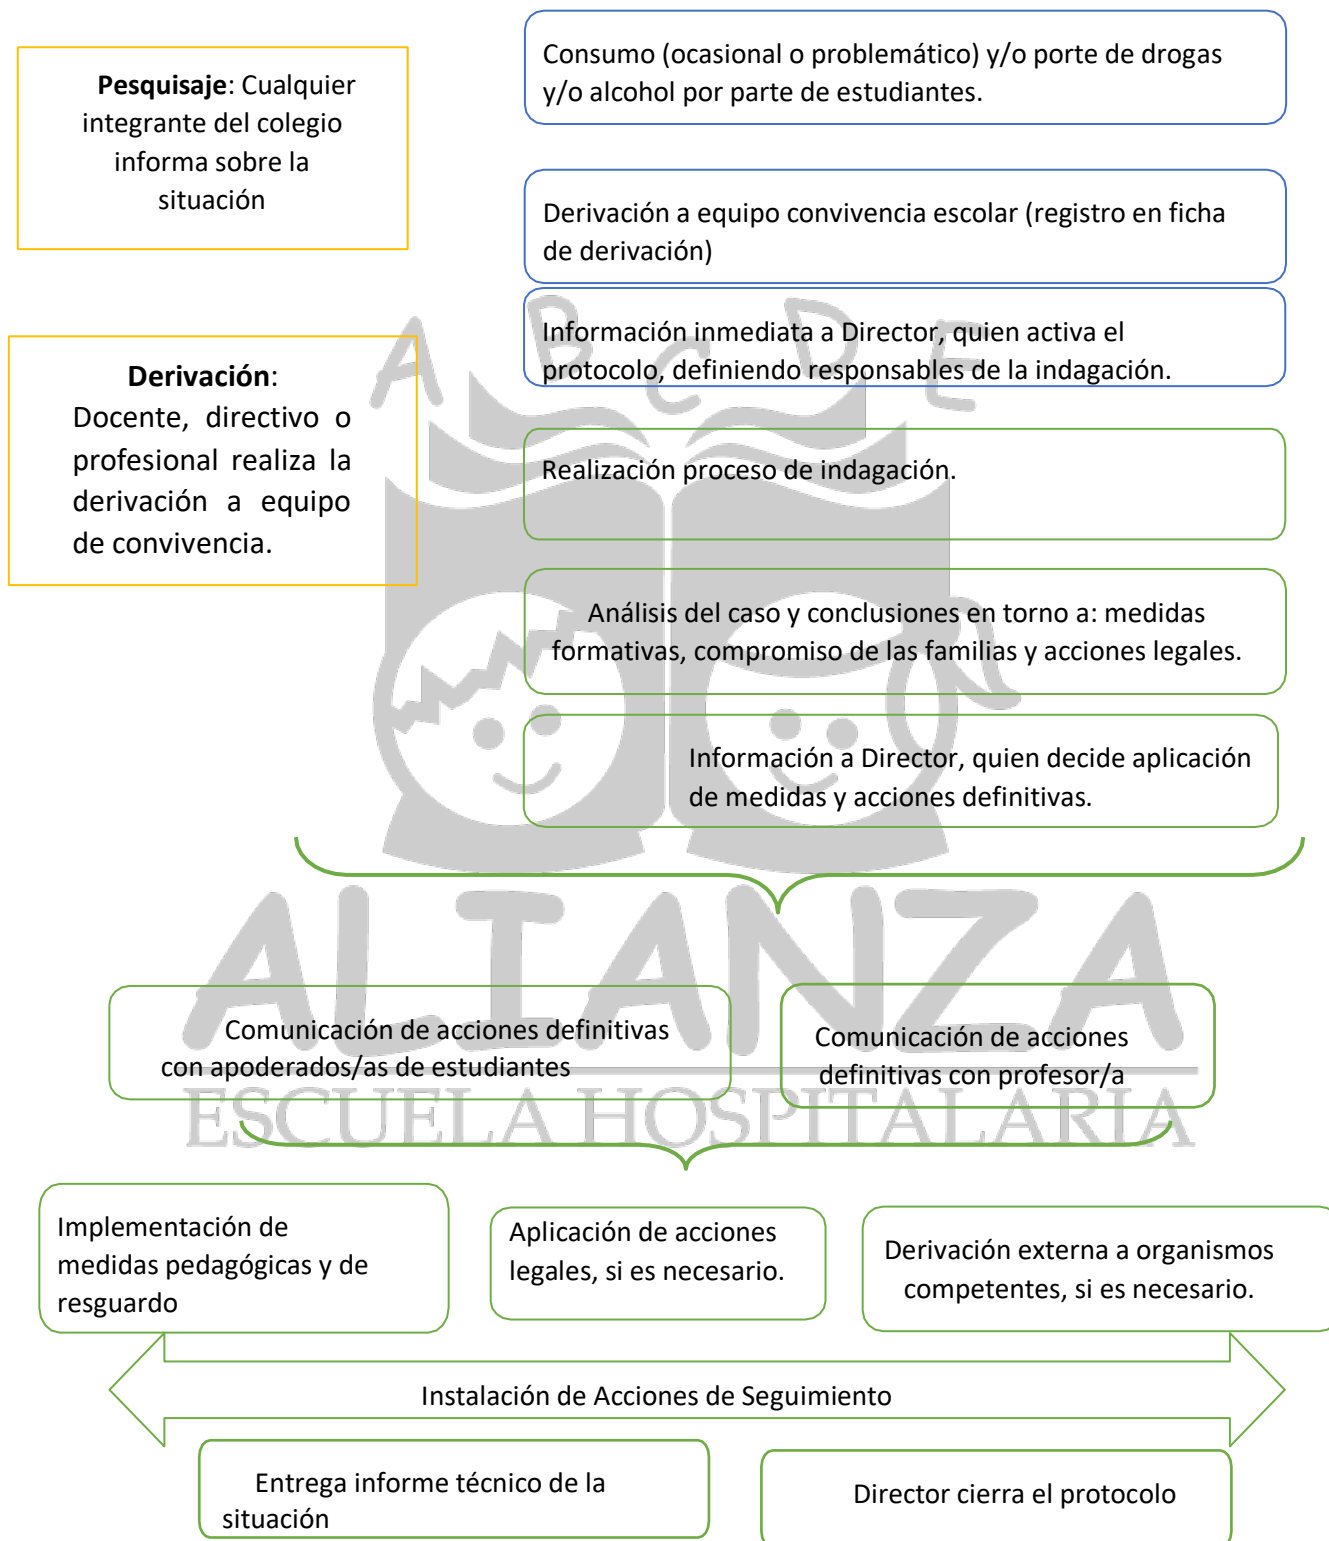 Pesquisaje: Cualquier
integrante del colegio
informa sobre la
situación
Consumo (ocasional o problemático) y/o porte de drogas
y/o alcohol por parte de estudiantes.
Derivación a equipo convivencia escolar (registro en ficha
de derivación)
Información inmediata a Director, quien activa el
protocolo, definiendo responsables de la indagación.
Derivación:
Docente, directivo o
profesional realiza la
derivación a equipo
de convivencia.
A B C D E
Realización proceso de indagación.
Análisis del caso y conclusiones en torno a: medidas
formativas, compromiso de las familias y acciones legales.
Información a Director, quien decide aplicación
de medidas y acciones definitivas.
ALIANZA
ESCUELA HOSPITALARIA
Comunicación de acciones definitivas
con apoderados/as de estudiantes
Comunicación de acciones
definitivas con profesor/a
Implementación de
medidas pedagógicas y de
resguardo
Aplicación de acciones
legales, si es necesario.
Derivación externa a organismos
competentes, si es necesario.
Instalación de Acciones de Seguimiento
Entrega informe técnico de la
situación
Director cierra el protocolo